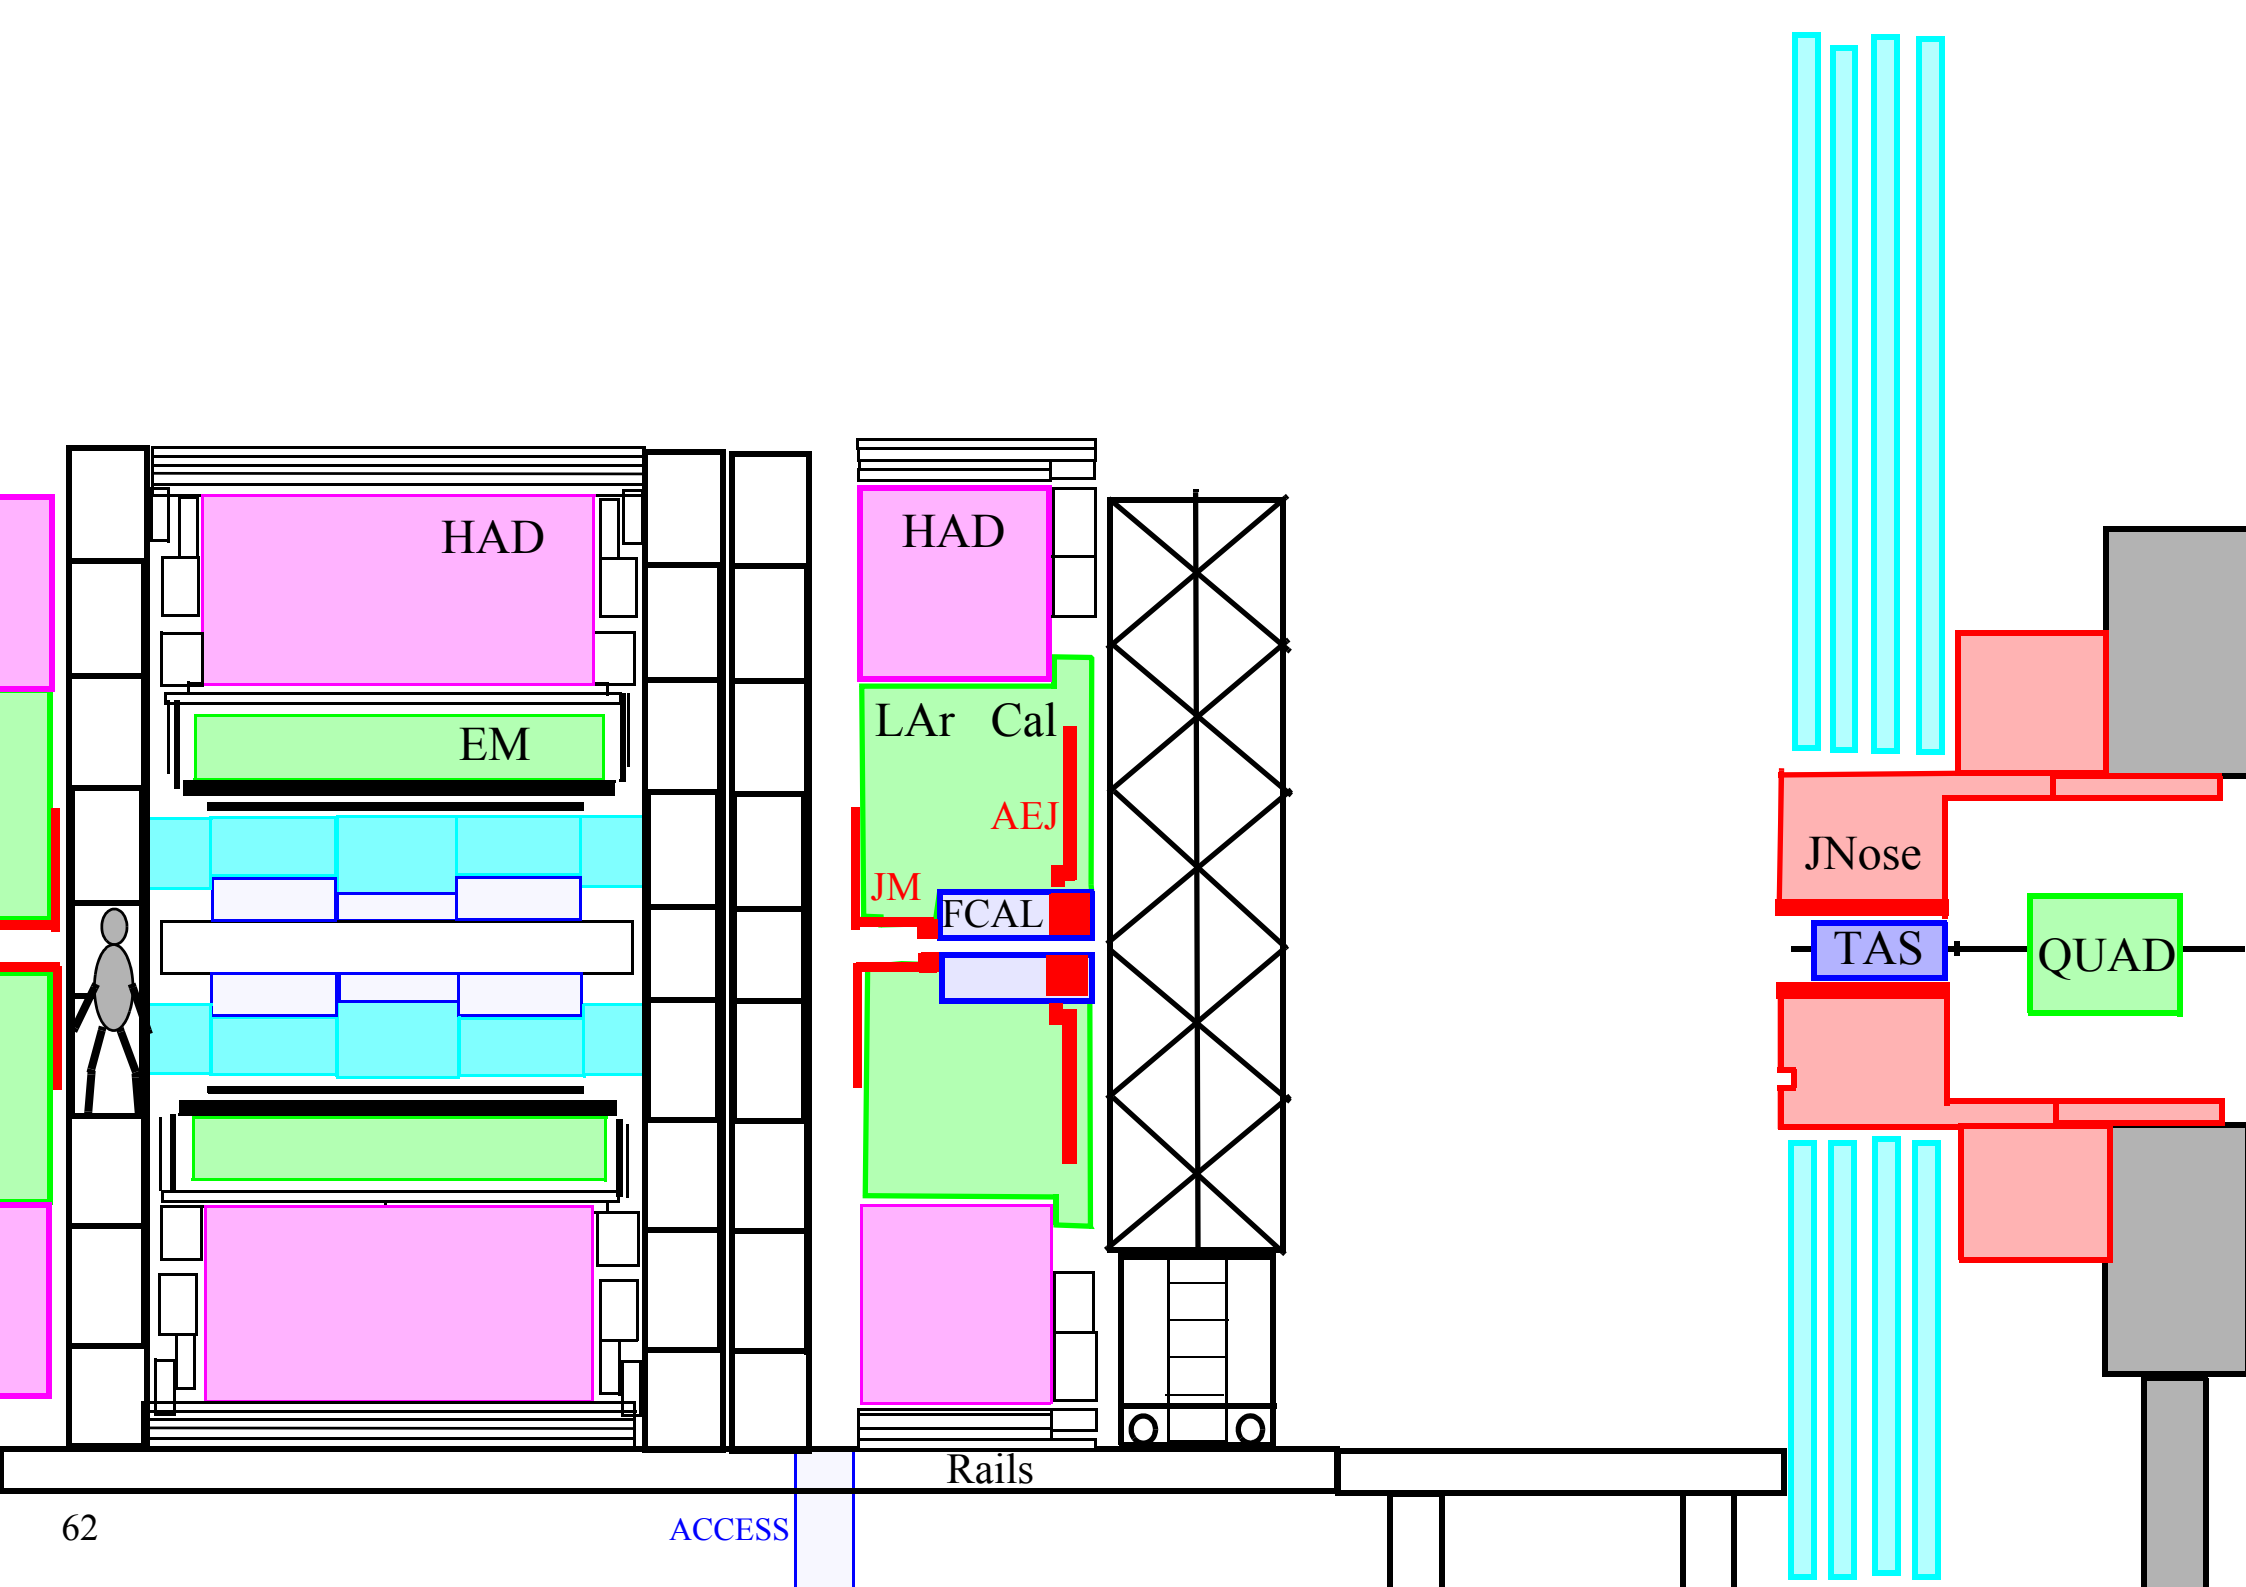 HAD
HAD
EM
LAr Cal
AEJ
JM
FCAL
JNose
TAS
QUAD
Rails
62
ACCESS